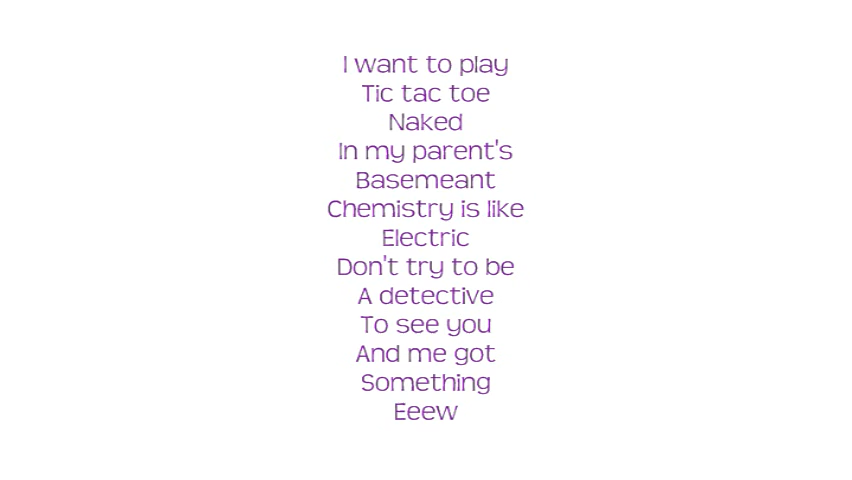 I want to play
Tic tac toe
Naked
In my parent's
Basemeant
Chemistry is like
Electric
Don't try to be
A detective
To see you
And me got
Something
Eeew